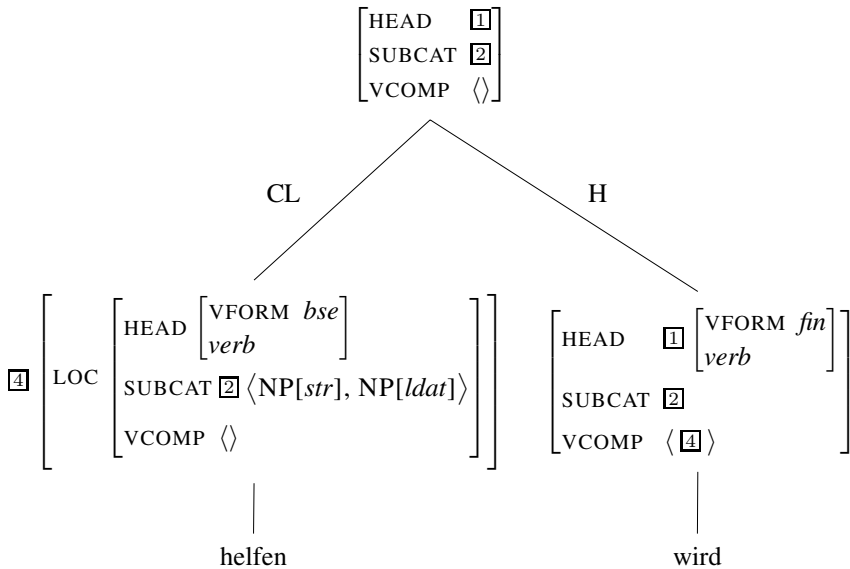 HEAD 1
SUBCAT 2
VCOMP ⟨⟩
CL H
4 LOC HEAD VFORM bse
verb
SUBCAT 2 ⟨NP[str], NP[ldat]⟩
VCOMP ⟨⟩
HEAD 1 VFORM fin
verb
SUBCAT 2
VCOMP ⟨ 4 ⟩
helfen wird